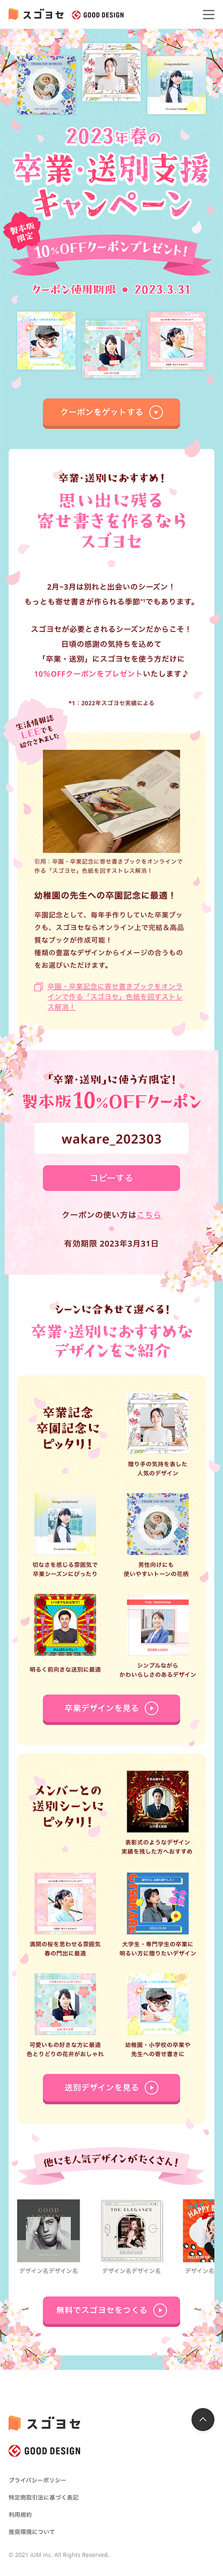 スゴヨセ
GOOD DESIGN
2023年春の
卒業・送別支援
キャンペーン
製本版
限定
10%OFFクーポンプレゼント!
クーポン使用期限 2023.3.31
クーポンをゲットする
卒業・送別におすすめ!
思い出に残る
寄せ書きを作るなら
スゴヨセ
2月~3月は別れと出会いのシーズン!
もっとも寄せ書きが作られる季節*¹でもあります。
スゴヨセが必要とされるシーズンだからこそ!
日頃の感謝の気持ちを込めて
「卒業・送別」にスゴヨセを使う方だけに
10%OFFクーポンをプレゼントいたします♪
*1：2022年スゴヨセ実績による
生活情報誌
LEEでも
紹介されました
引用：卒園・卒業記念に寄せ書きブックをオンラインで
作る「スゴヨセ」色紙を回すストレス解消！
幼稚園の先生への卒園記念に最適！
卒園記念として、毎年手作りしていた卒業ブッ
クも、スゴヨセならオンライン上で完結＆高品
質なブックが作成可能！
種類の豊富なデザインからイメージの合うもの
をお選びいただけます。
卒園・卒業記念に寄せ書きブックをオンラ
インで作る「スゴヨセ」色紙を回すストレ
ス解消！
「卒業・送別」に使う方限定!
製本版10%OFFクーポン
wakare_202303
コピーする
クーポンの使い方はこちら
有効期限 2023年3月31日
シーンに合わせて選べる!
卒業・送別におすすめな
デザインをご紹介
卒業記念
卒園記念に
ピッタリ!
贈り手の気持を表した
人気のデザイン
切なさを感じる雰囲気で
卒業シーズンにぴったり
男性向けにも
使いやすいトーンの花柄
明るく前向きな送別に最適
シンプルながら
かわいらしさのあるデザイン
卒業デザインを見る
メンバーとの
送別シーンに
ピッタリ!
表彰式のようなデザイン
実績を残した方へおすすめ
満開の桜を思わせる雰囲気
春の門出に最適
大学生・専門学生の卒業に
明るい方に贈りたいデザイン
可愛いもの好きな方に最適
色とりどりの花弁がおしゃれ
幼稚園・小学校の卒業や
先生への寄せ書きに
送別デザインを見る
他にも人気デザインがたくさん!
デザイン名デザイン名
デザイン名デザイン名
デザイン名
無料でスゴヨセをつくる
スゴヨセ
GOOD DESIGN
プライバシーポリシー
特定商取引法に基づく表記
利用規約
推奨環境について
© 2021 iUM inc. All Rights Reserved.